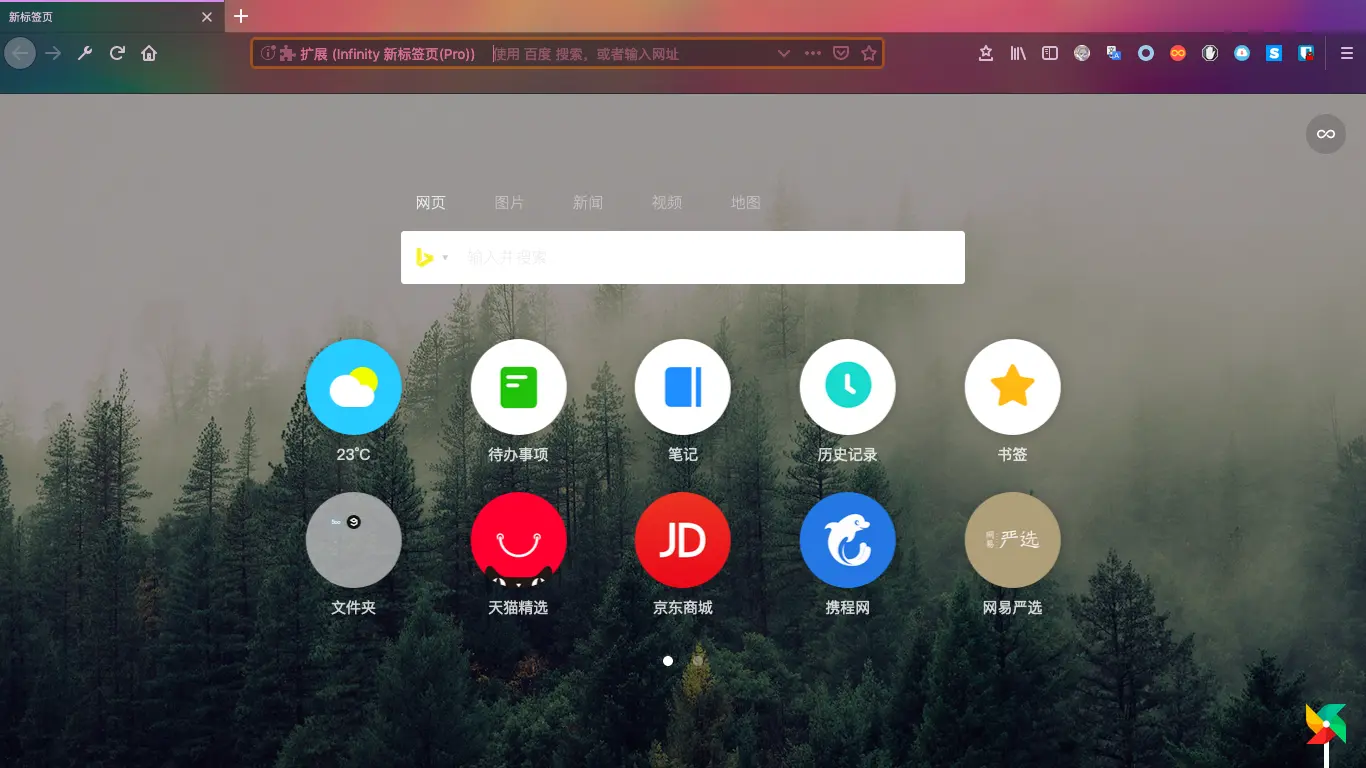 新标签页
扩展 (Infinity 新标签页(Pro)) 使用 百度 搜索，或者输入网址
网页 图片 新闻 视频 地图
输入并搜索
23°C 待办事项 笔记 历史记录 书签
JD 网易 严选
文件夹 天猫精选 京东商城 携程网 网易严选